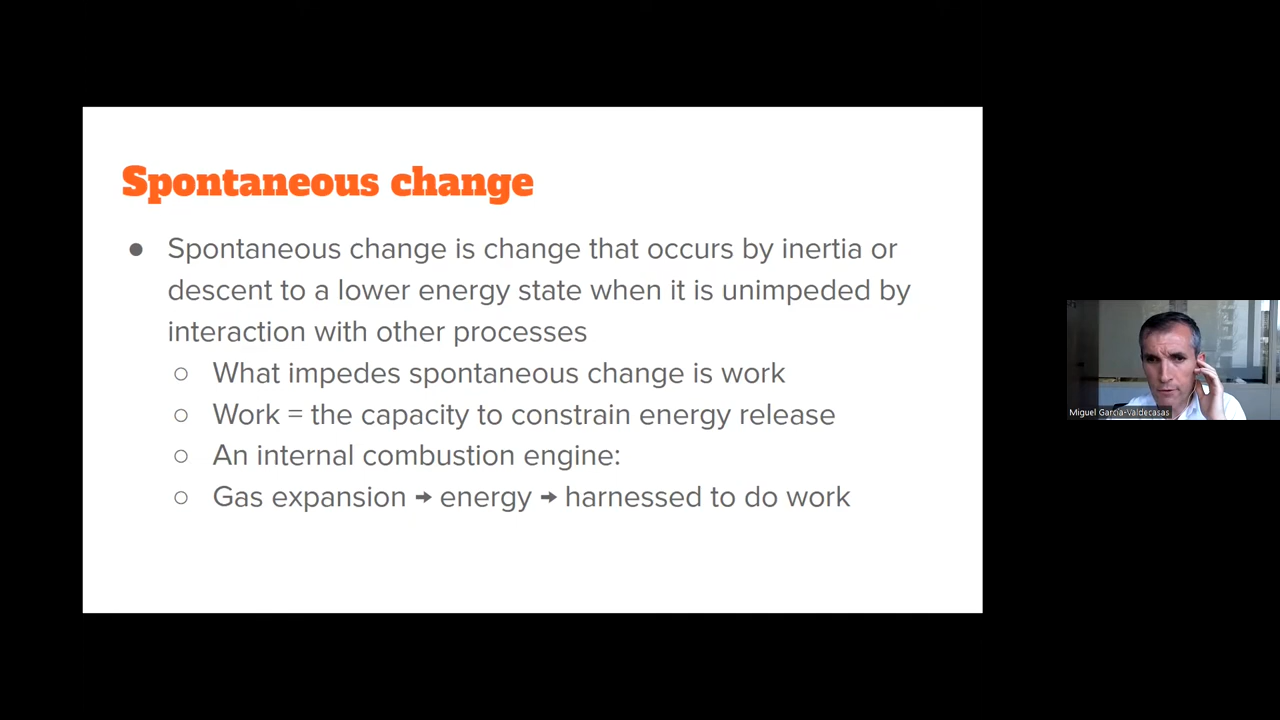 Spontaneous change
● Spontaneous change is change that occurs by inertia or
descent to a lower energy state when it is unimpeded by
interaction with other processes
○ What impedes spontaneous change is work
○ Work = the capacity to constrain energy release
○ An internal combustion engine:
○ Gas expansion → energy → harnessed to do work
Miguel García-Valdecasas